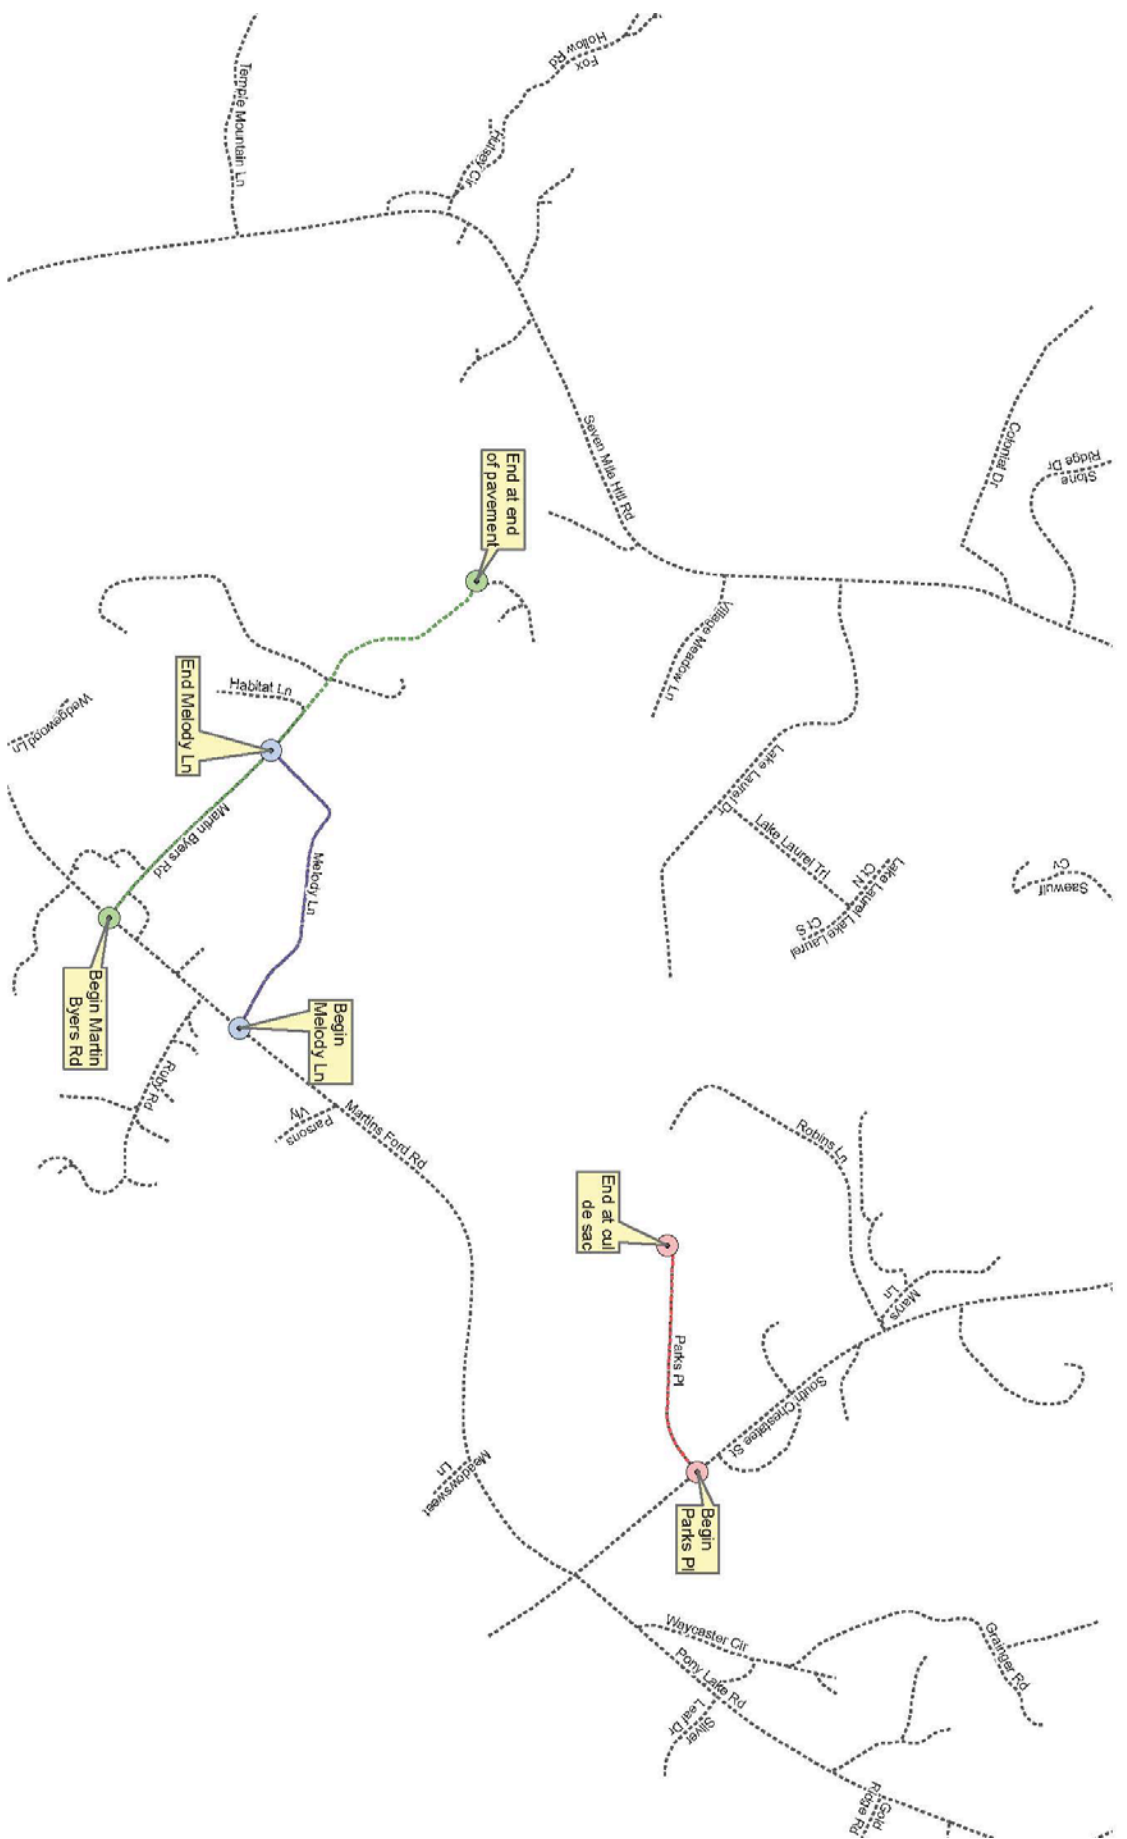 Fox
Hollow Rd
Temple Mountain Ln
Hulsey Cir
Seven Mile Hill Rd
Colonial Dr
Stone
Ridge Dr
End at end
of pavement
Village Meadow Ln
Habitat Ln
End Melody Ln
Wedgewood Ln
Martin Byers Rd
Melody Ln
Lake Laurel Dr
Lake Laurel Trl
Lake Laurel
Ct N
Lake Laurel
Ct S
Saewulf
Cv
Begin Martin
Byers Rd
Begin
Melody Ln
Ruby Rd
Parsons
Vly
Martins Ford Rd
Robins Ln
End at cul
de sac
Marys
Ln
Parks Pl
South Chestatee St
Meadowsweet
Ln
Begin
Parks Pl
Waycaster Cir
Pony Lake Rd
Silver
Leaf Dr
Grainger Rd
Gold
Ridge Rd